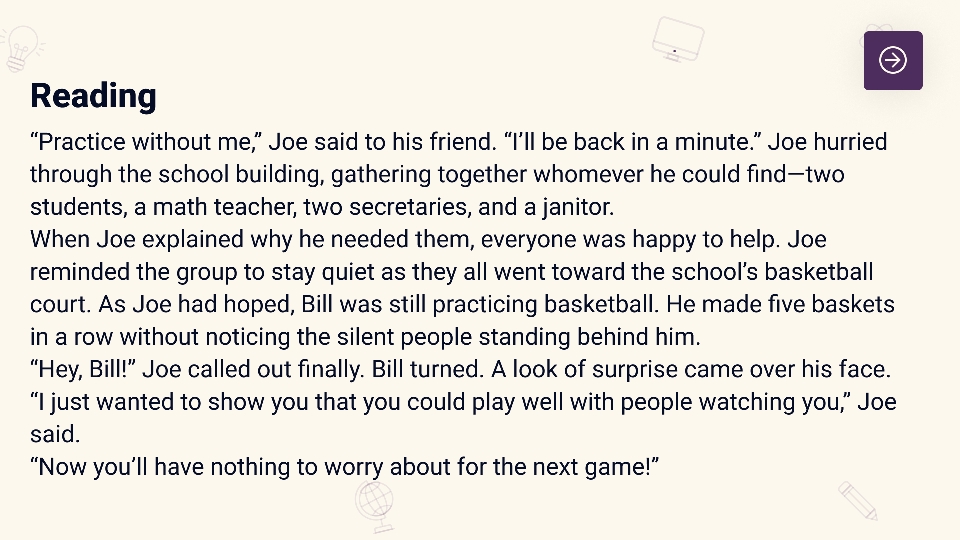 Reading
“Practice without me,” Joe said to his friend. “I’ll be back in a minute.” Joe hurried
through the school building, gathering together whomever he could find—two
students, a math teacher, two secretaries, and a janitor.
When Joe explained why he needed them, everyone was happy to help. Joe
reminded the group to stay quiet as they all went toward the school’s basketball
court. As Joe had hoped, Bill was still practicing basketball. He made five baskets
in a row without noticing the silent people standing behind him.
“Hey, Bill!” Joe called out finally. Bill turned. A look of surprise came over his face.
“I just wanted to show you that you could play well with people watching you,” Joe
said.
“Now you’ll have nothing to worry about for the next game!”